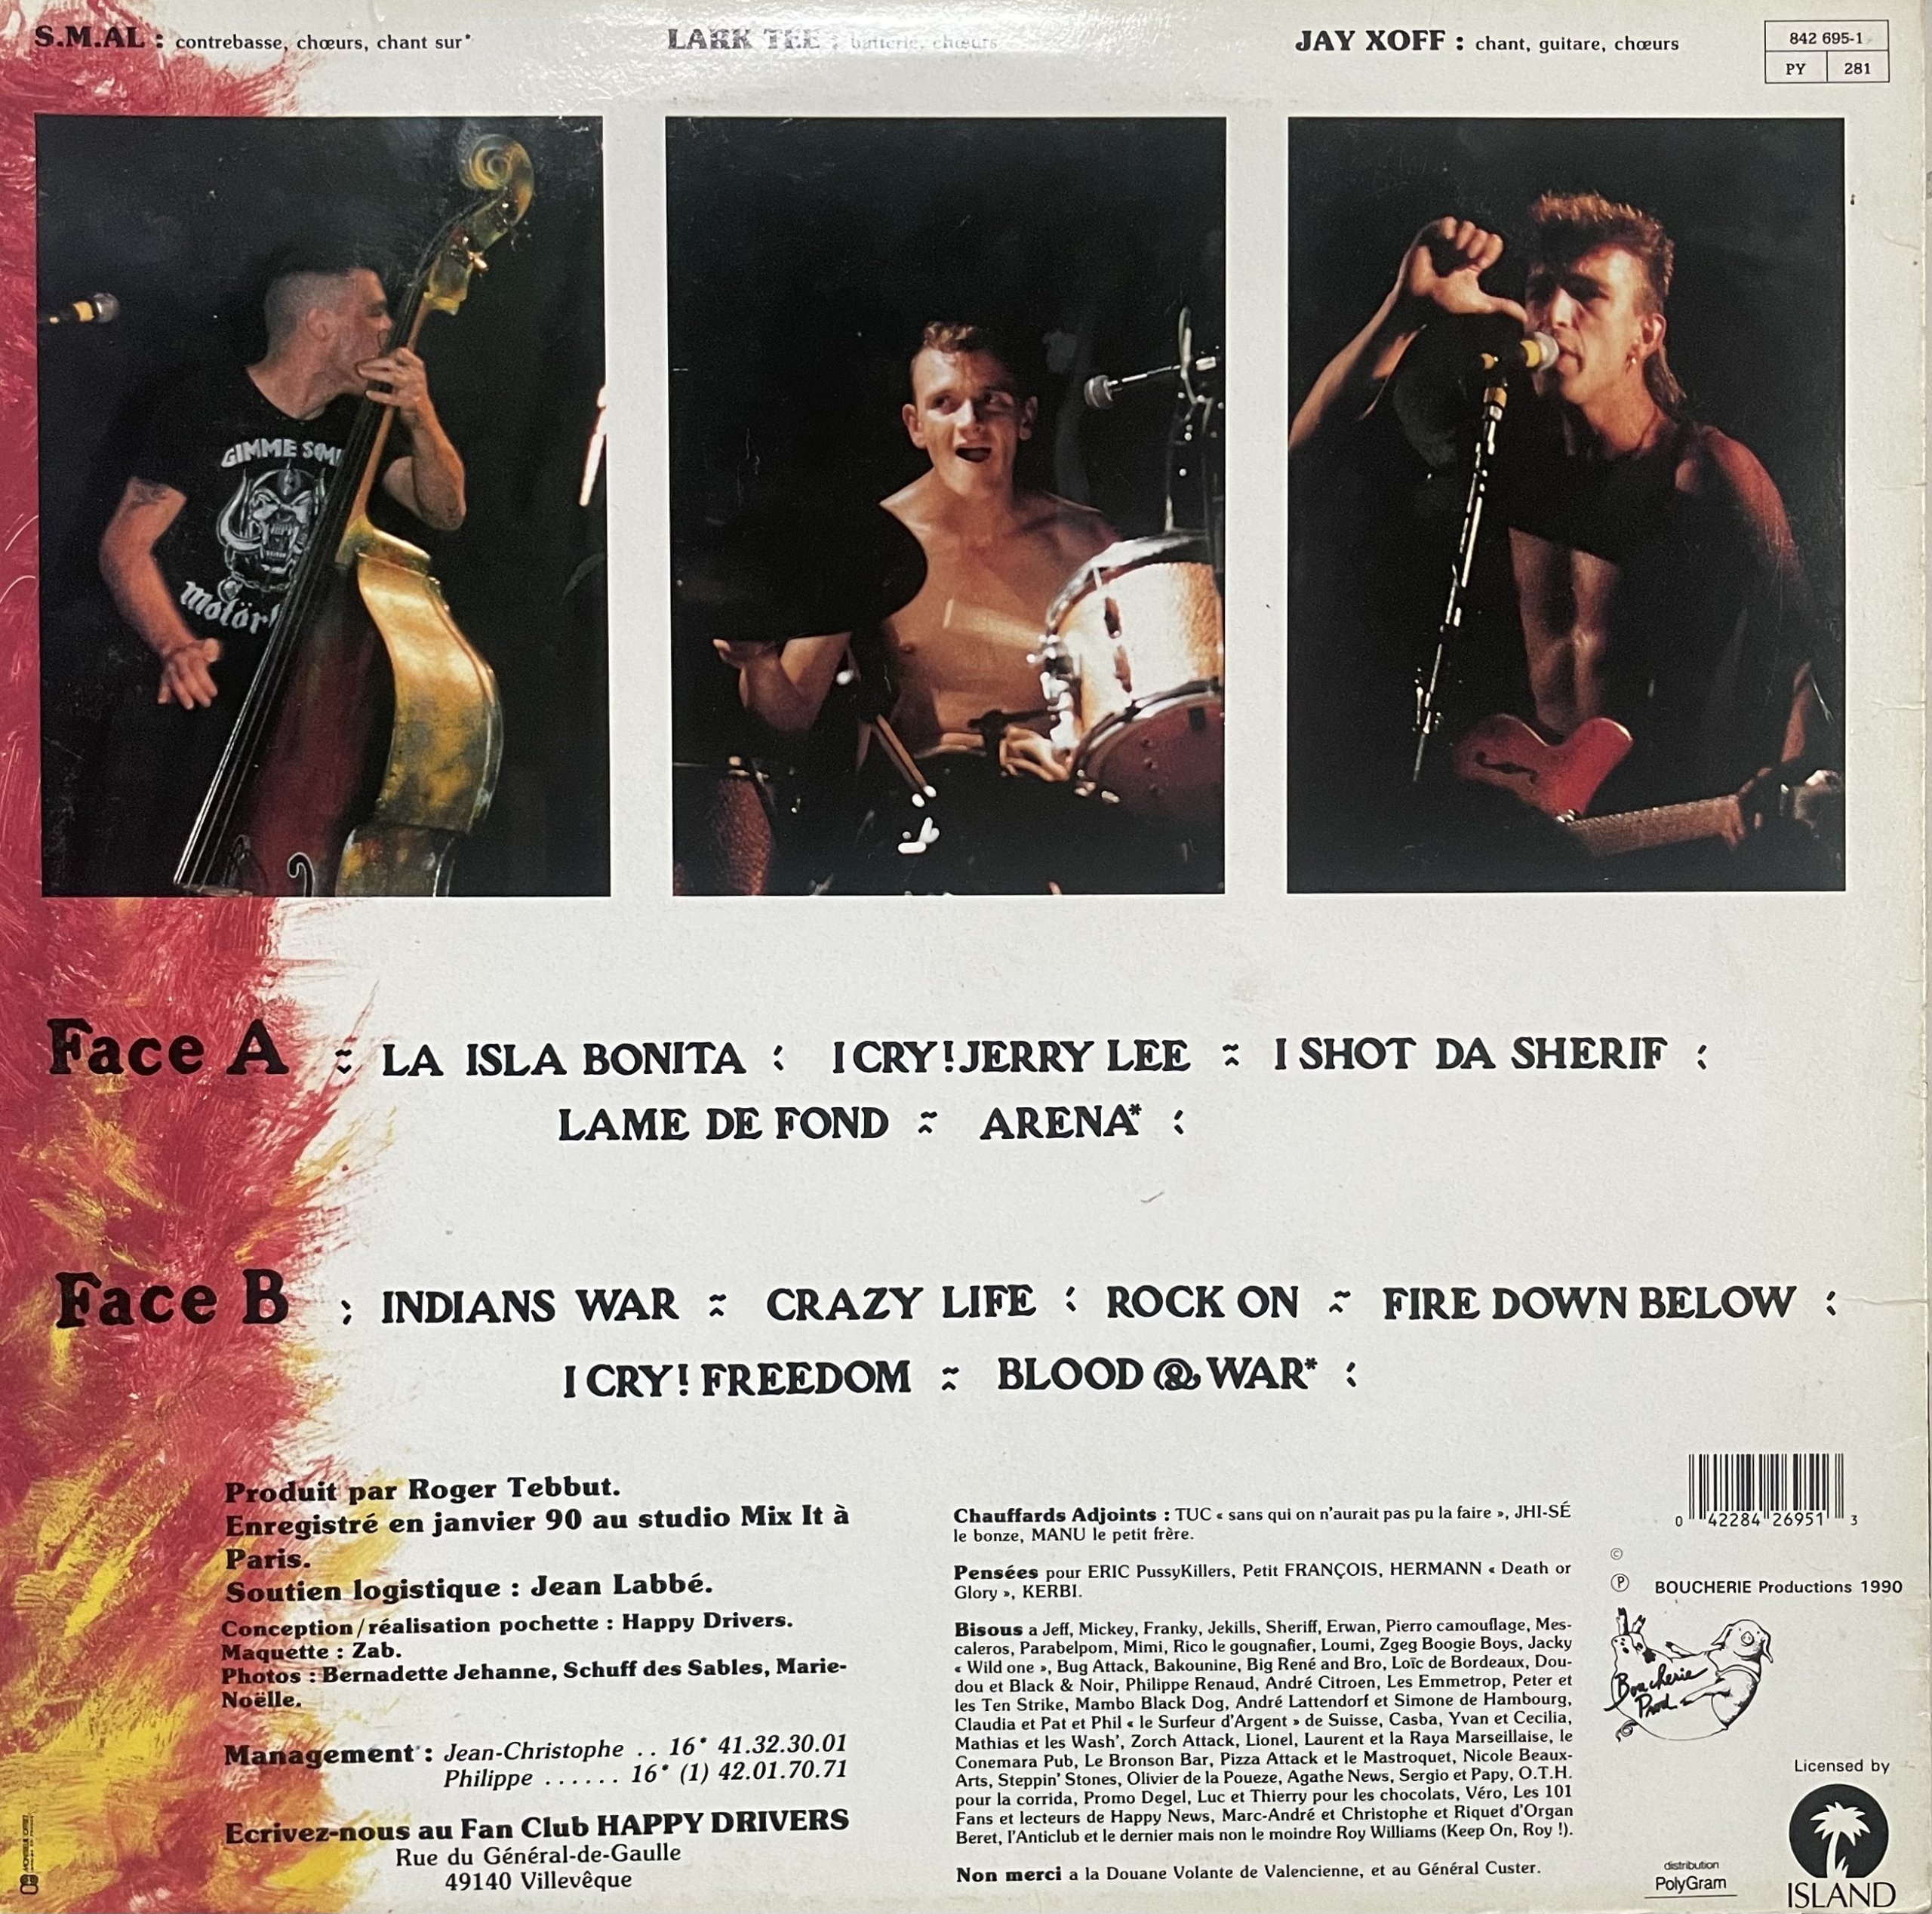 S.M.AL : contrebasse, chœurs, chant sur*
LARK TEE : batterie, chœurs
JAY XOFF : chant, guitare, chœurs
842 695-1
PY 281
GIMME SOM
Motör
Face A LA ISLA BONITA I CRY! JERRY LEE I SHOT DA SHERIF
LAME DE FOND ARENA*
Face B INDIANS WAR CRAZY LIFE ROCK ON FIRE DOWN BELOW
I CRY! FREEDOM BLOOD & WAR*
Produit par Roger Tebbut.
Enregistré en janvier 90 au studio Mix It à
Paris.
Soutien logistique : Jean Labbé.
Conception/réalisation pochette : Happy Drivers.
Maquette : Zab.
Photos : Bernadette Jehanne, Schuff des Sables, Marie-
Noëlle.
Management : Jean-Christophe .. 16* 41.32.30.01
Philippe ...... 16* (1) 42.01.70.71
Ecrivez-nous au Fan Club HAPPY DRIVERS
Rue du Général-de-Gaulle
49140 Villevêque
Chauffards Adjoints : TUC « sans qui on n'aurait pas pu la faire », JHI-SÉ
le bonze, MANU le petit frère.
Pensées pour ERIC PussyKillers, Petit FRANÇOIS, HERMANN « Death or
Glory », KERBI.
Bisous a Jeff, Mickey, Franky, Jekills, Sheriff, Erwan, Pierro camouflage, Mes-
caleros, Parabelpom, Mimi, Rico le gougnafier, Loumi, Zgeg Boogie Boys, Jacky
« Wild one », Bug Attack, Bakounine, Big René and Bro, Loïc de Bordeaux, Dou-
dou et Black & Noir, Philippe Renaud, André Citroen, Les Emmetrop, Peter et
les Ten Strike, Mambo Black Dog, André Lattendorf et Simone de Hambourg,
Claudia et Pat et Phil « le Surfeur d'Argent » de Suisse, Casba, Yvan et Cecilia,
Mathias et les Wash', Zorch Attack, Lionel, Laurent et la Raya Marseillaise, le
Conemara Pub, Le Bronson Bar, Pizza Attack et le Mastroquet, Nicole Beaux-
Arts, Steppin' Stones, Olivier de la Poueze, Agathe News, Sergio et Papy, O.T.H.
pour la corrida, Promo Degel, Luc et Thierry pour les chocolats, Véro, Les 101
Fans et lecteurs de Happy News, Marc-André et Christophe et Riquet d'Organ
Beret, l'Anticlub et le dernier mais non le moindre Roy Williams (Keep On, Roy !).
Non merci a la Douane Volante de Valencienne, et au Général Custer.
0 42284 26951 3
©
℗ BOUCHERIE Productions 1990
Boucherie
Prod.
Licensed by
ISLAND
distribution
PolyGram